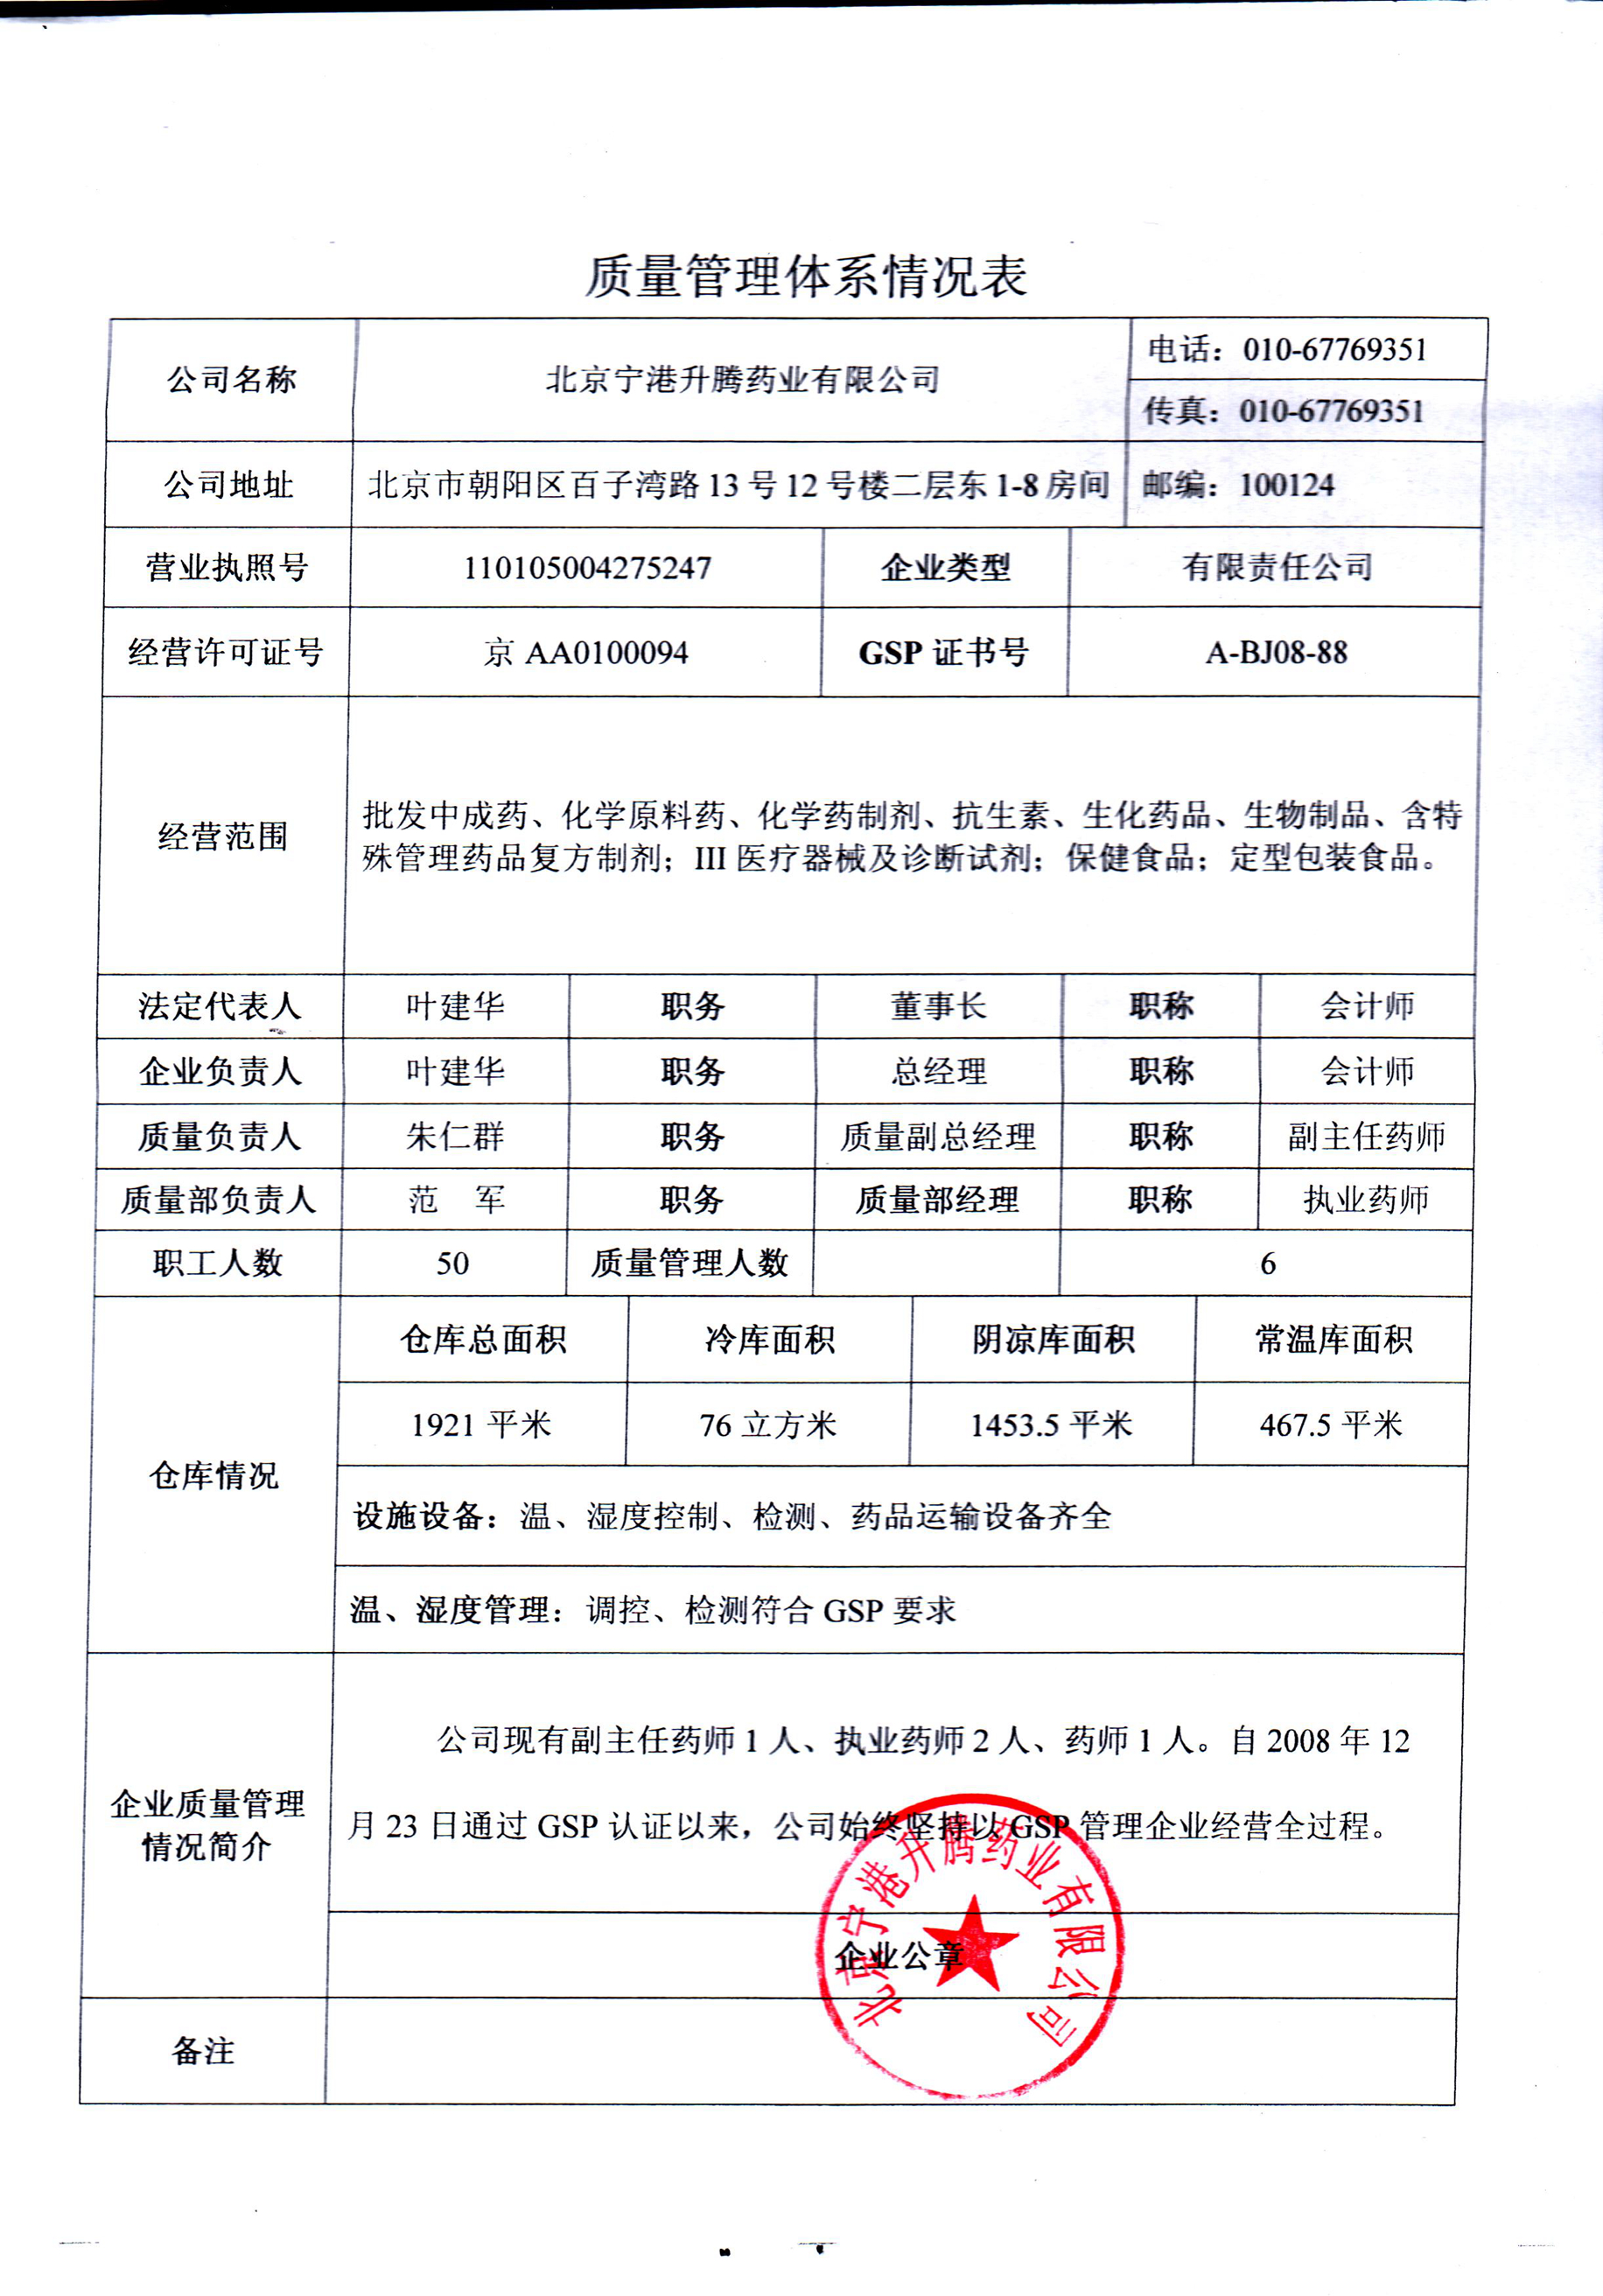 质量管理体系情况表
公司名称 北京宁港升腾药业有限公司 电话：010-67769351
传真：010-67769351
公司地址 北京市朝阳区百子湾路 13 号 12 号楼二层东 1-8 房间 邮编：100124
营业执照号 110105004275247 企业类型 有限责任公司
经营许可证号 京 AA0100094 GSP 证书号 A-BJ08-88
经营范围
批发中成药、化学原料药、化学药制剂、抗生素、生化药品、生物制品、含特
殊管理药品复方制剂；III 医疗器械及诊断试剂；保健食品；定型包装食品。
法定代表人 叶建华 职务 董事长 职称 会计师
企业负责人 叶建华 职务 总经理 职称 会计师
质量负责人 朱仁群 职务 质量副总经理 职称 副主任药师
质量部负责人 范 军 职务 质量部经理 职称 执业药师
职工人数 50 质量管理人数 6
仓库情况
仓库总面积 冷库面积 阴凉库面积 常温库面积
1921 平米 76 立方米 1453.5 平米 467.5 平米
设施设备：温、湿度控制、检测、药品运输设备齐全
温、湿度管理：调控、检测符合 GSP 要求
企业质量管理
情况简介
公司现有副主任药师 1 人、执业药师 2 人、药师 1 人。自 2008 年 12
月 23 日通过 GSP 认证以来，公司始终坚持以 GSP 管理企业经营全过程。
企业公章
北京宁港升腾药业有限公司
备注